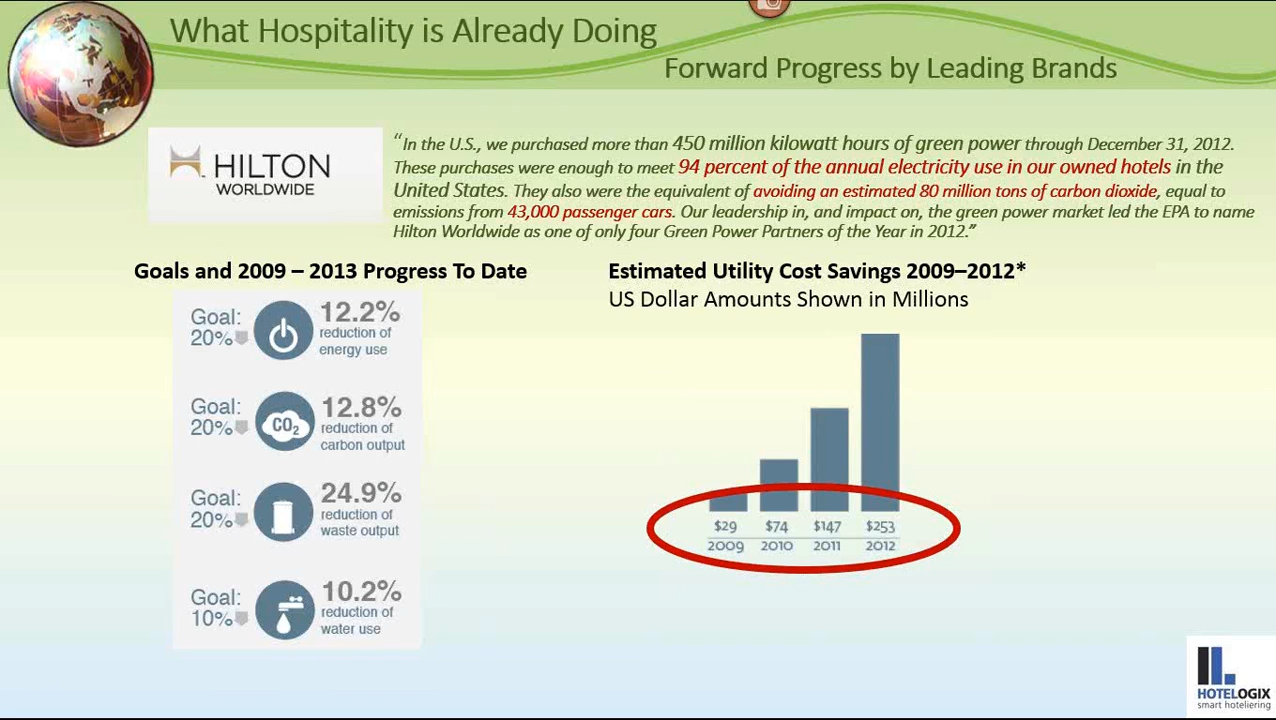 What Hospitality is Already Doing
Forward Progress by Leading Brands
HILTON
WORLDWIDE
“In the U.S., we purchased more than 450 million kilowatt hours of green power through December 31, 2012.
These purchases were enough to meet 94 percent of the annual electricity use in our owned hotels in the
United States. They also were the equivalent of avoiding an estimated 80 million tons of carbon dioxide, equal to
emissions from 43,000 passenger cars. Our leadership in, and impact on, the green power market led the EPA to name
Hilton Worldwide as one of only four Green Power Partners of the Year in 2012.”
Goals and 2009 – 2013 Progress To Date
Goal:
20%
12.2%
reduction of
energy use
Goal:
20%
CO2
12.8%
reduction of
carbon output
Goal:
20%
24.9%
reduction of
waste output
Goal:
10%
10.2%
reduction of
water use
Estimated Utility Cost Savings 2009–2012*
US Dollar Amounts Shown in Millions
$29 $74 $147 $253
2009 2010 2011 2012
HOTELOGIX
smart hoteliering